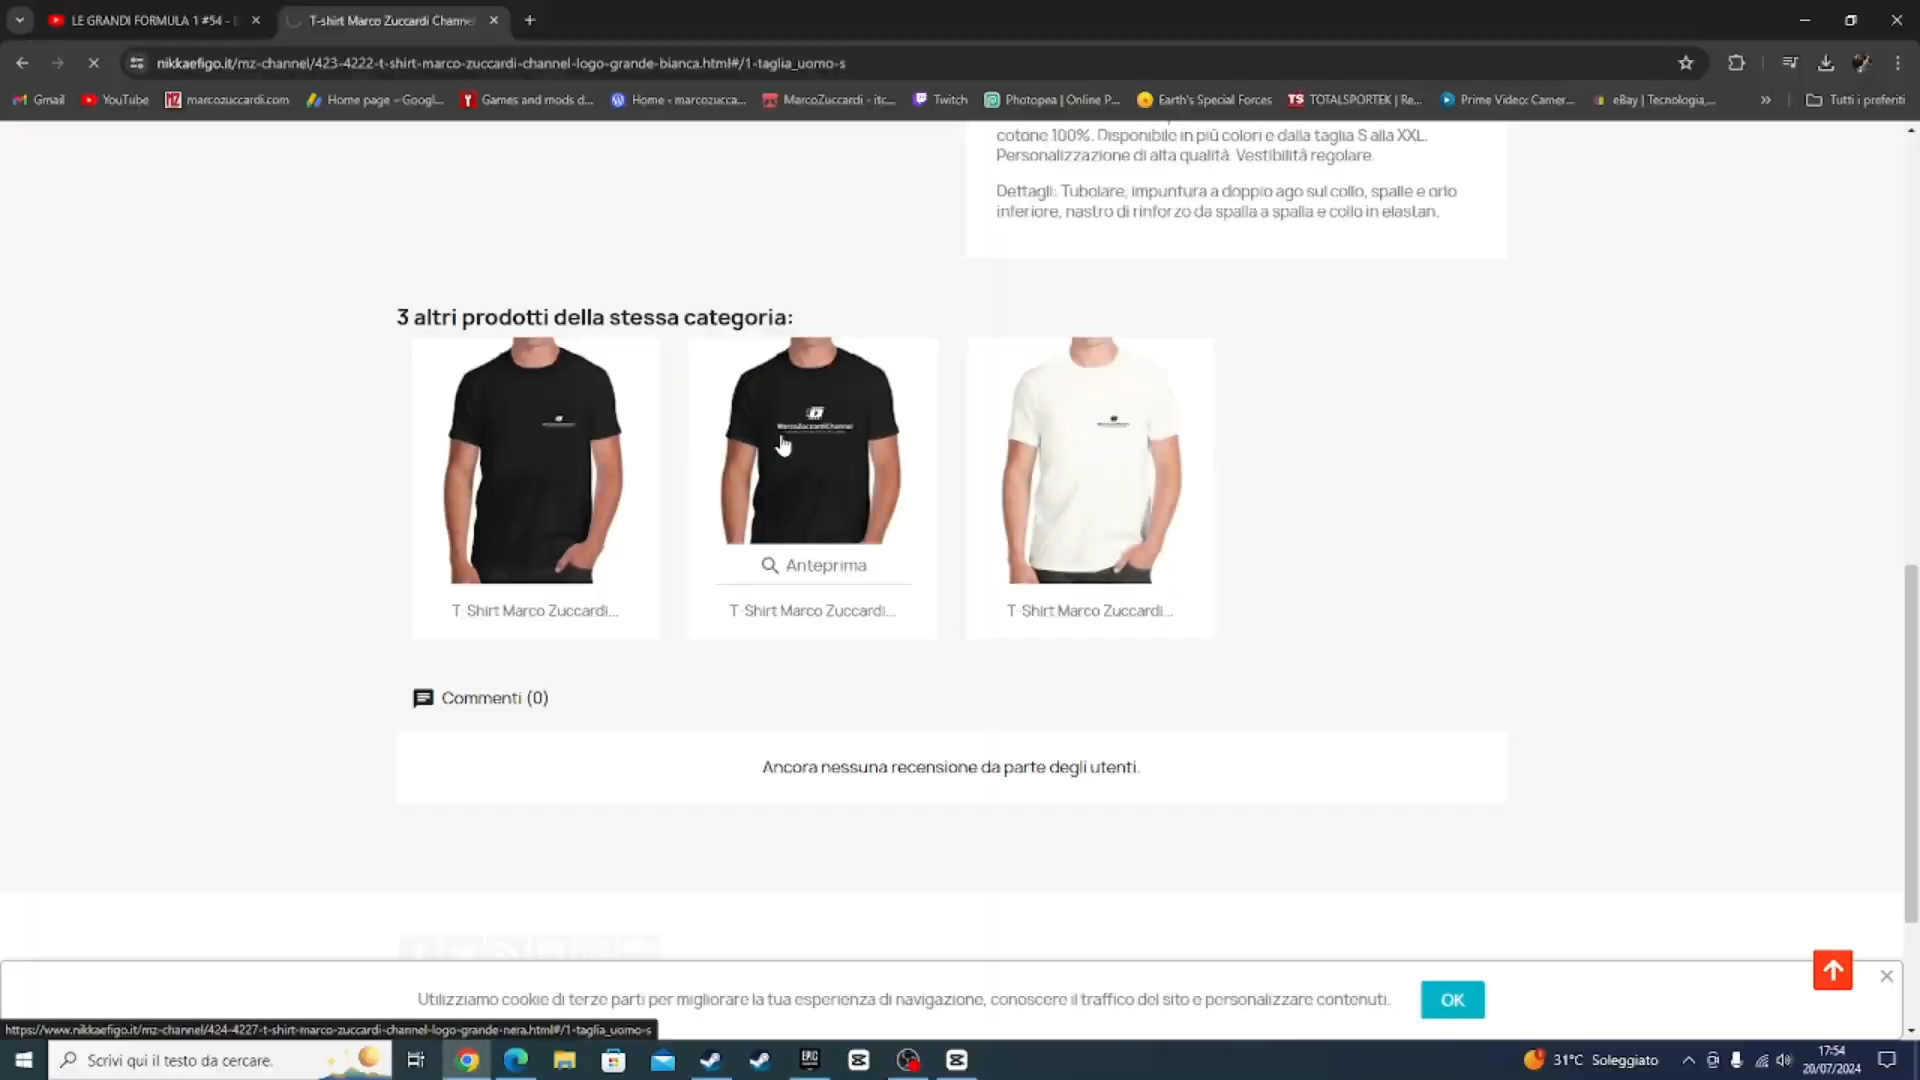 LE GRANDI FORMULA 1 #54 -
T-shirt Marco Zuccardi Channe
nikkaefigo.it/mz-channel/423-4222-t-shirt-marco-zuccardi-channel-logo-grande-bianca.html#/1-taglia_uomo-s
Gmail
YouTube
marcozuccardi.com
Home page – Googl...
Games and mods d...
Home ‹ marcozucca...
MarcoZuccardi - itc...
Twitch
Photopea | Online P...
Earth's Special Forces
TS TOTALSPORTEK | Re...
Prime Video: Camer...
eBay | Tecnologia,...
»
Tutti i preferiti
cotone 100%. Disponibile in più colori e dalla taglia S alla XXL.
Personalizzazione di alta qualità. Vestibilità regolare.
Dettagli: Tubolare, impuntura a doppio ago sul collo, spalle e orlo
inferiore, nastro di rinforzo da spalla a spalla e collo in elastan.
3 altri prodotti della stessa categoria:
MarcoZuccardiChannel
Anteprima
T-Shirt Marco Zuccardi...
T-Shirt Marco Zuccardi...
T-Shirt Marco Zuccardi...
Commenti (0)
Ancora nessuna recensione da parte degli utenti.
Utilizziamo cookie di terze parti per migliorare la tua esperienza di navigazione, conoscere il traffico del sito e personalizzare contenuti.
OK
https://www.nikkaefigo.it/mz-channel/424-4227-t-shirt-marco-zuccardi-channel-logo-grande-nera.html#/1-taglia_uomo-s
Scrivi qui il testo da cercare.
EPIC
31°C Soleggiato
17:54
20/07/2024